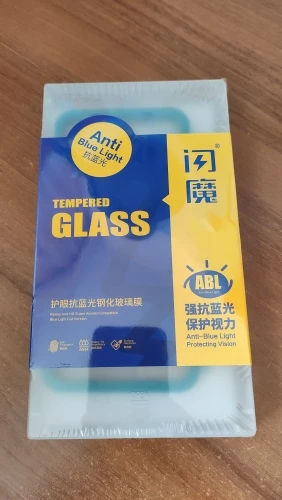 Anti
Blue Light
抗蓝光
闪魔®
TEMPERED
GLASS
ABL
强抗蓝光
保护视力
Anti-Blue Light
Protecting Vision
护眼抗蓝光钢化玻璃膜